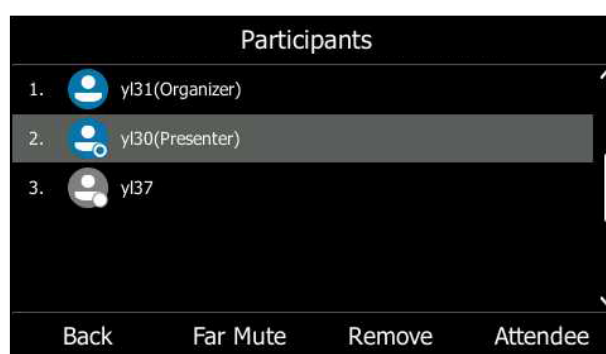 Participants
1. yl31(Organizer)
2. yl30(Presenter)
3. yl37
Back Far Mute Remove Attendee